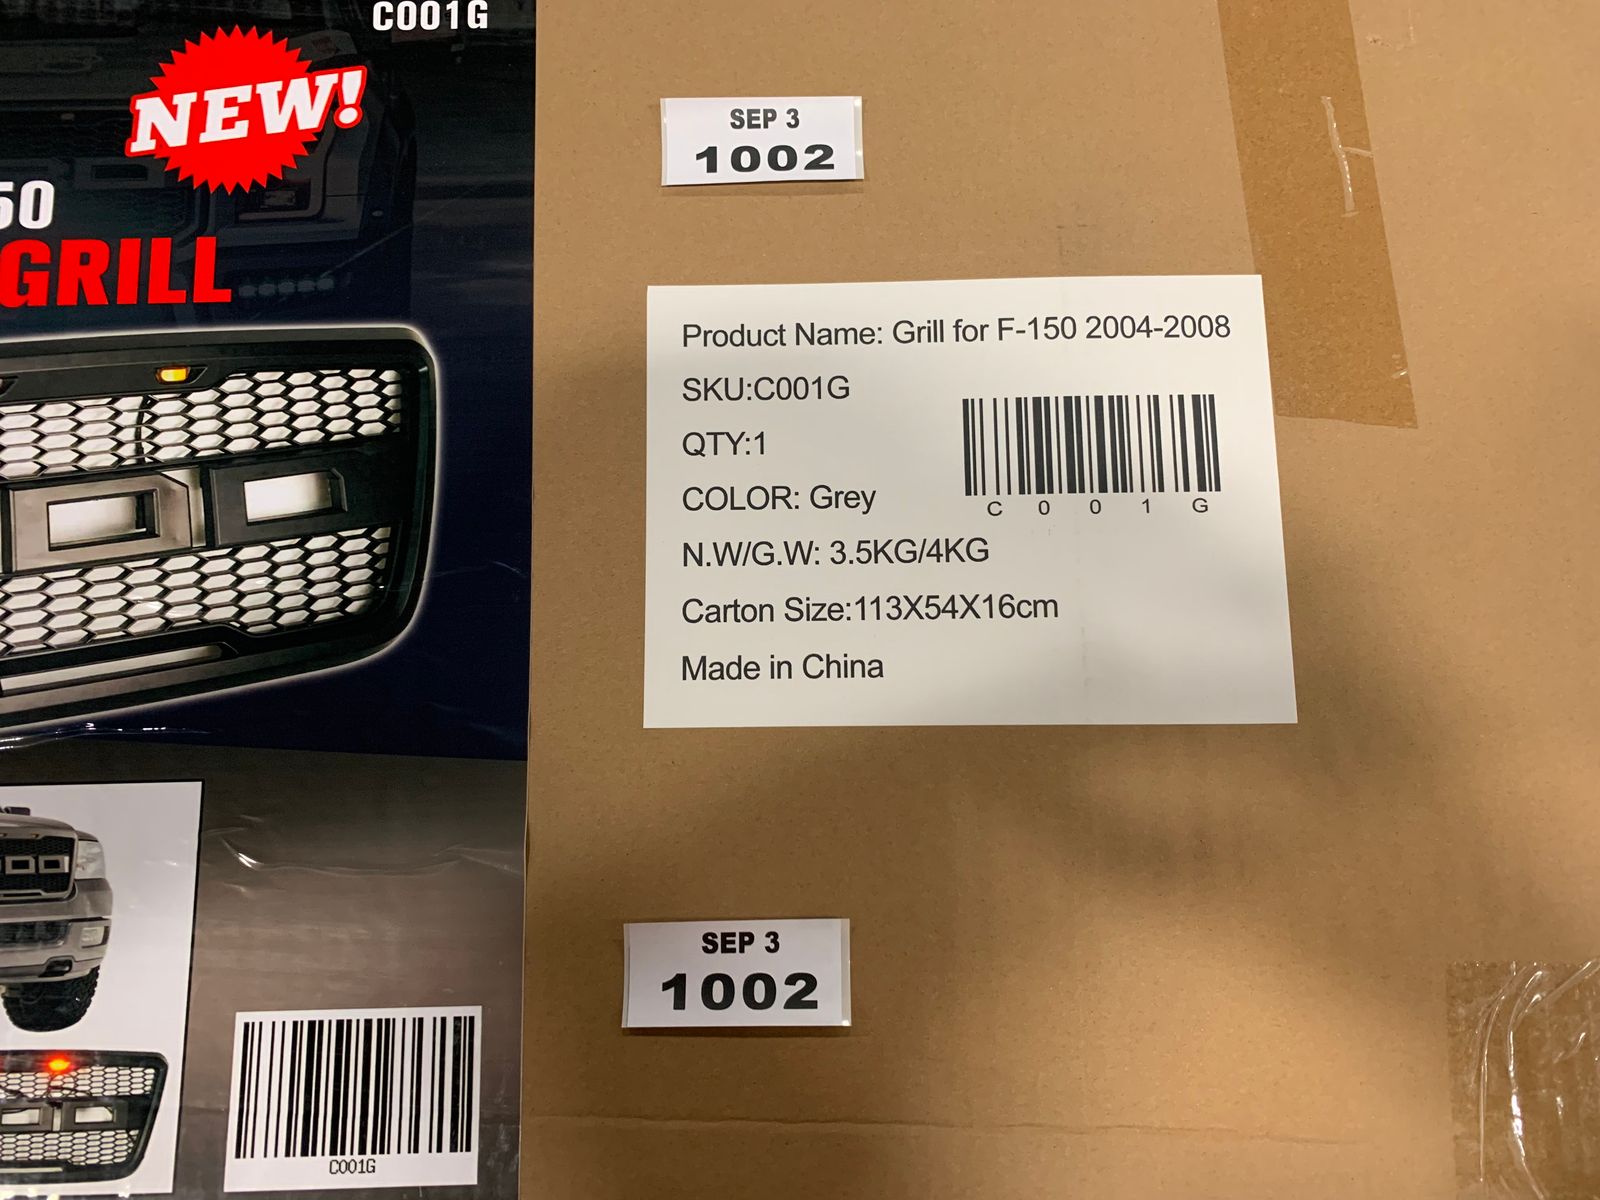 C001G
NEW!
50
GRILL
C001G
SEP 3
1002
Product Name: Grill for F-150 2004-2008
SKU:C001G
QTY:1
COLOR: Grey
N.W/G.W: 3.5KG/4KG
Carton Size:113X54X16cm
Made in China
C 0 0 1 G
SEP 3
1002